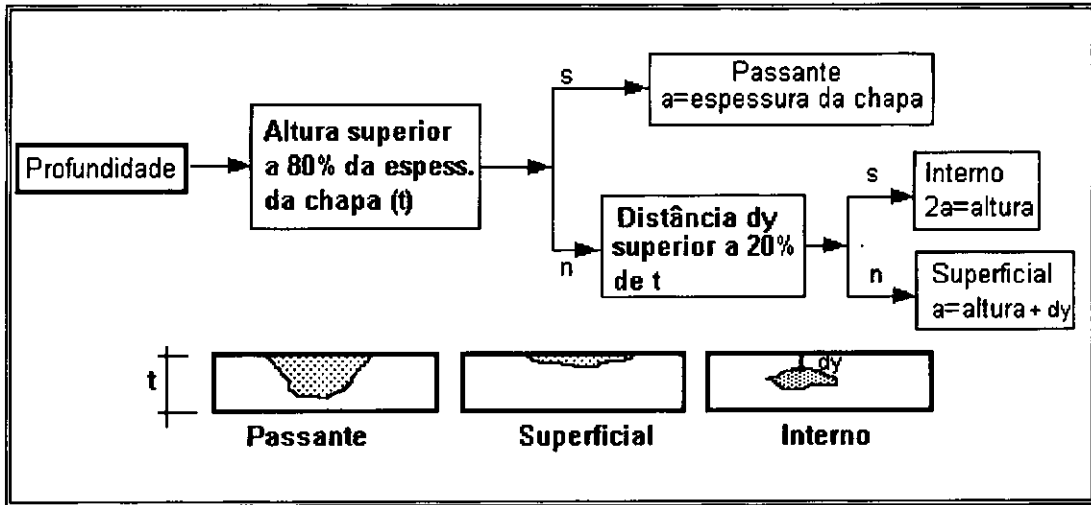 Profundidade
Altura superior
a 80% da espess.
da chapa (t)
s
n
Passante
a=espessura da chapa
Distância dy
superior a 20%
de t
s
n
Interno
2a=altura
Superficial
a=altura + dy
t
dy
Passante
Superficial
Interno